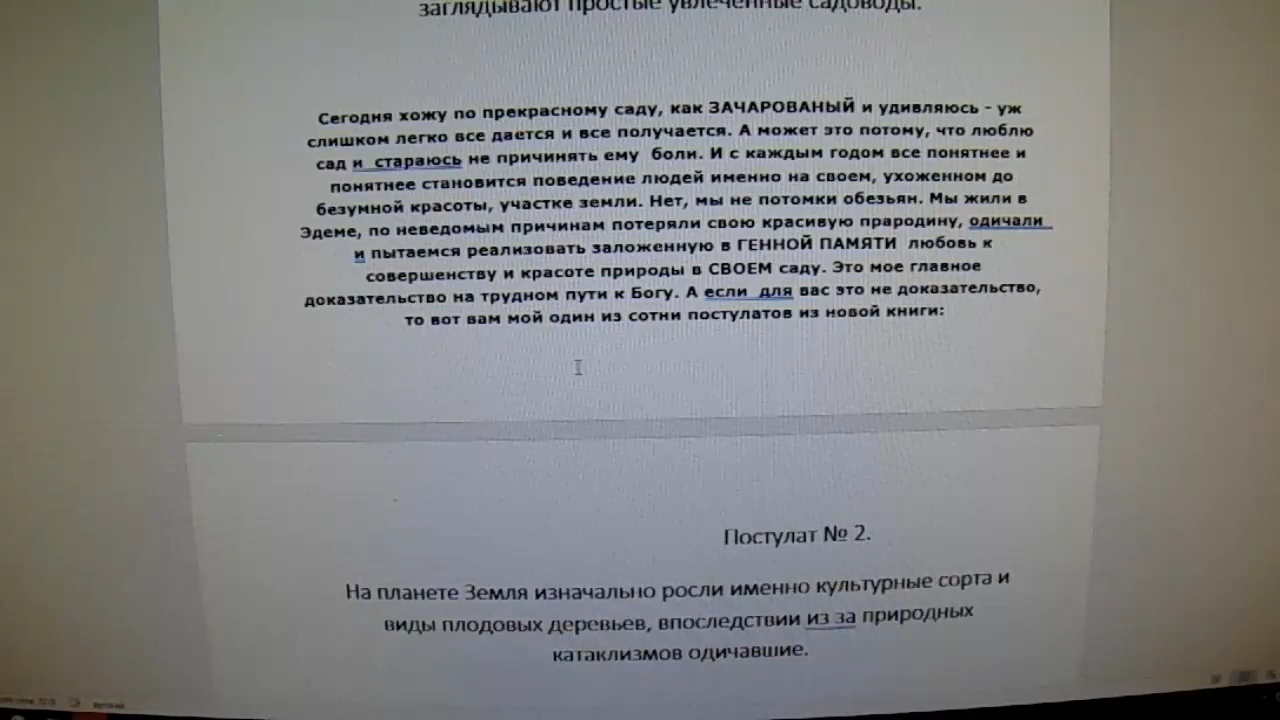 заглядывают простые увлеченные садоводы.
Сегодня хожу по прекрасному саду, как ЗАЧАРОВАНЫЙ и удивляюсь - уж
слишком легко все дается и все получается. А может это потому, что люблю
сад и стараюсь не причинять ему боли. И с каждым годом все понятнее и
понятнее становится поведение людей именно на своем, ухоженном до
безумной красоты, участке земли. Нет, мы не потомки обезьян. Мы жили в
Эдеме, по неведомым причинам потеряли свою красивую прародину, одичали
и пытаемся реализовать заложенную в ГЕННОЙ ПАМЯТИ любовь к
совершенству и красоте природы в СВОЕМ саду. Это мое главное
доказательство на трудном пути к Богу. А если для вас это не доказательство,
то вот вам мой один из сотни постулатов из новой книги:
Постулат № 2.
На планете Земля изначально росли именно культурные сорта и
виды плодовых деревьев, впоследствии из за природных
катаклизмов одичавшие.
русский